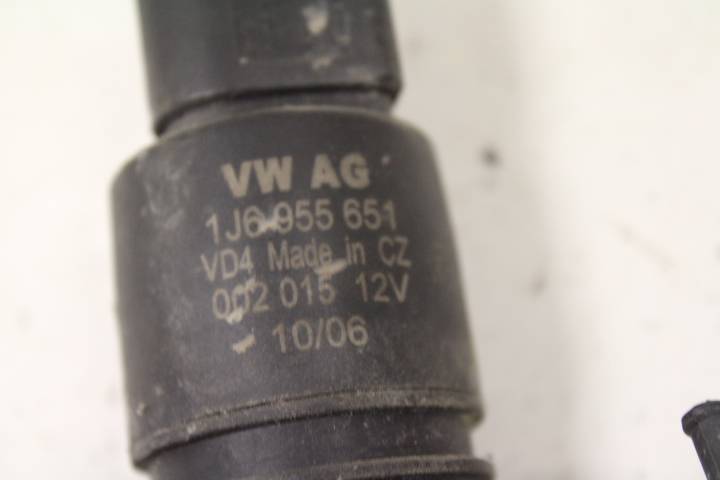 VW AG
1J6 955 651
VD4 Made in CZ
002 015 12V
10/06